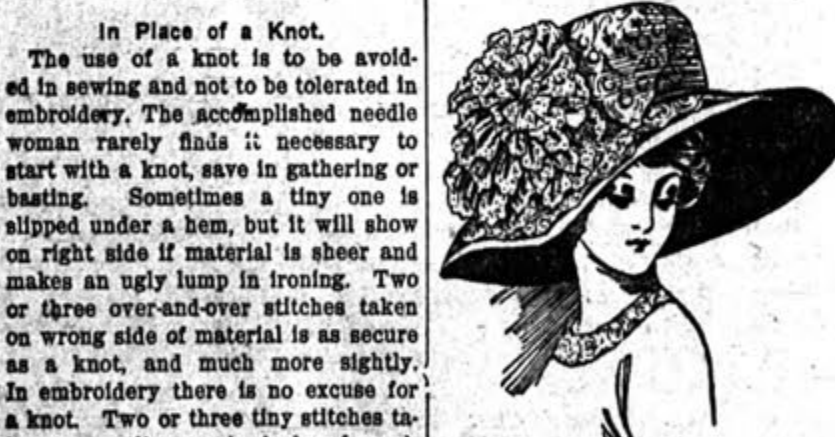 In Place of a Knot.
The use of a knot is to be avoid-
ed in sewing and not to be tolerated in
embroidery. The accomplished needle
woman rarely finds it necessary to
start with a knot, save in gathering or
basting. Sometimes a tiny one is
slipped under a hem, but it will show
on right side if material is sheer and
makes an ugly lump in ironing. Two
or three over-and-over stitches taken
on wrong side of material is as secure
as a knot, and much more sightly.
In embroidery there is no excuse for
a knot. Two or three tiny stitches ta-